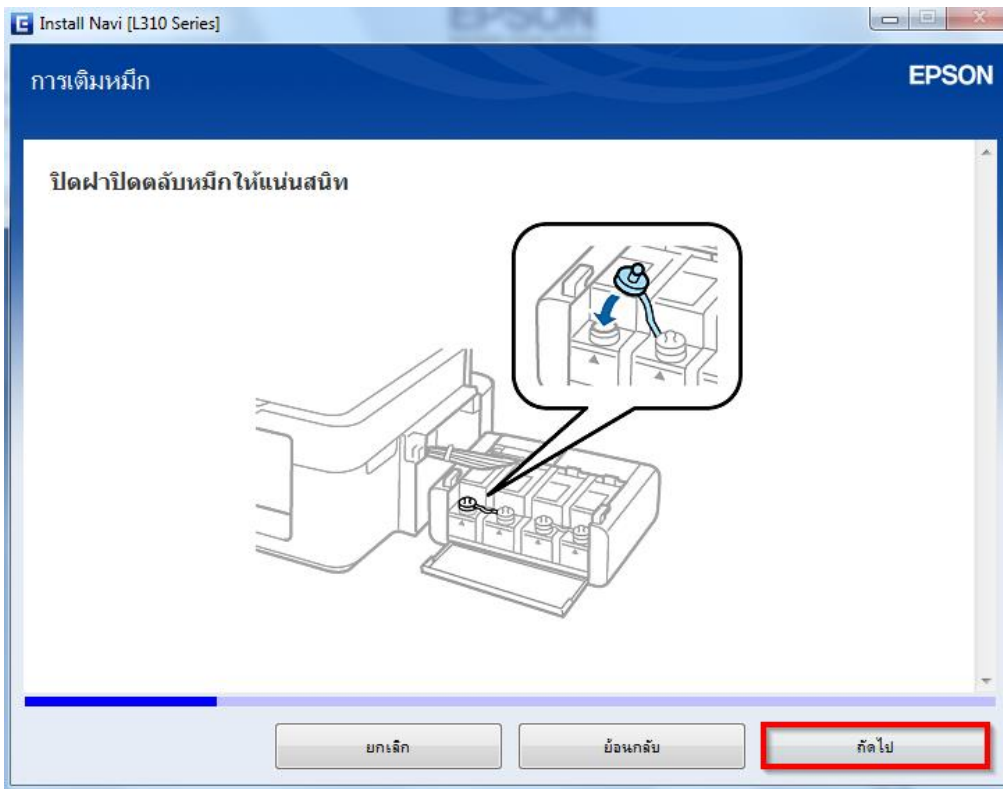 Install Navi [L310 Series]
การเติมหมึก
EPSON
ปิดฝาปิดตลับหมึกให้แน่นสนิท
ยกเลิก
ย้อนกลับ
ถัดไป